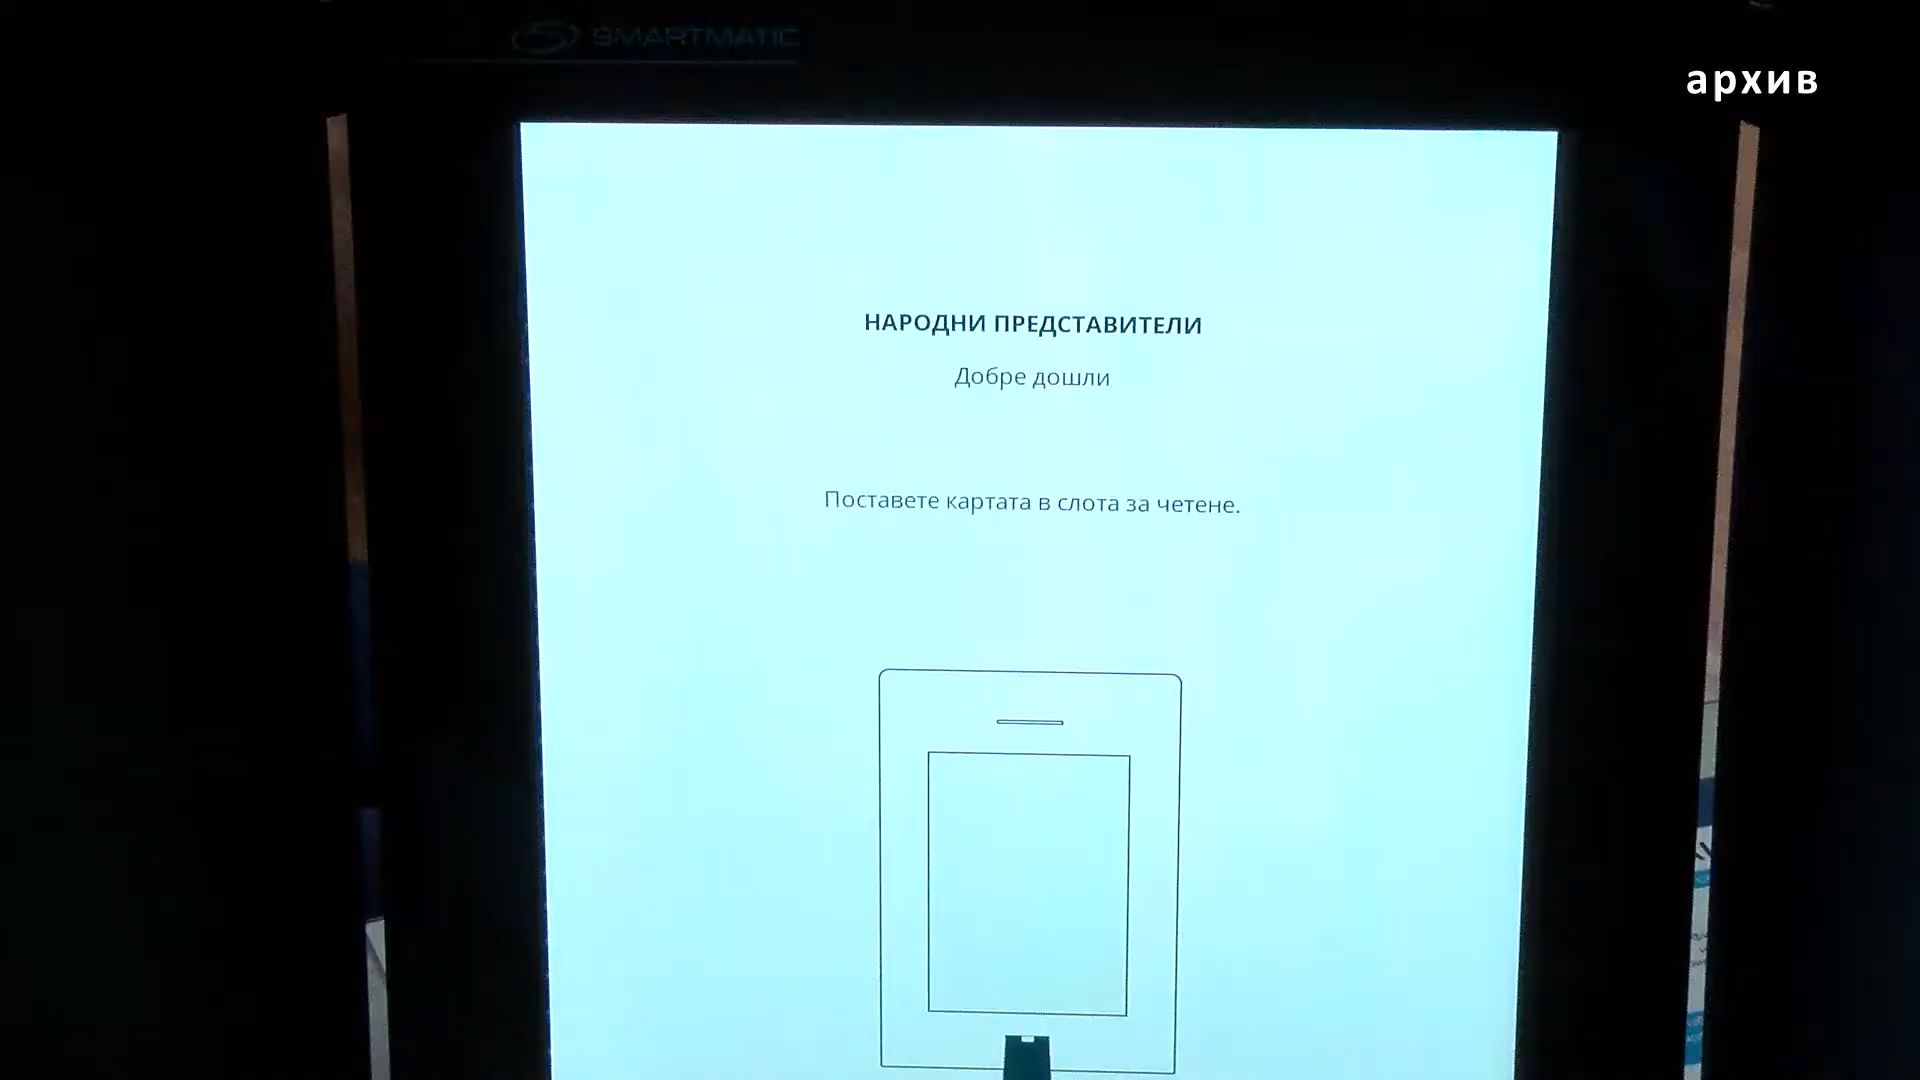 SMARTMATIC
архив
НАРОДНИ ПРЕДСТАВИТЕЛИ
Добре дошли
Поставете картата в слота за четене.